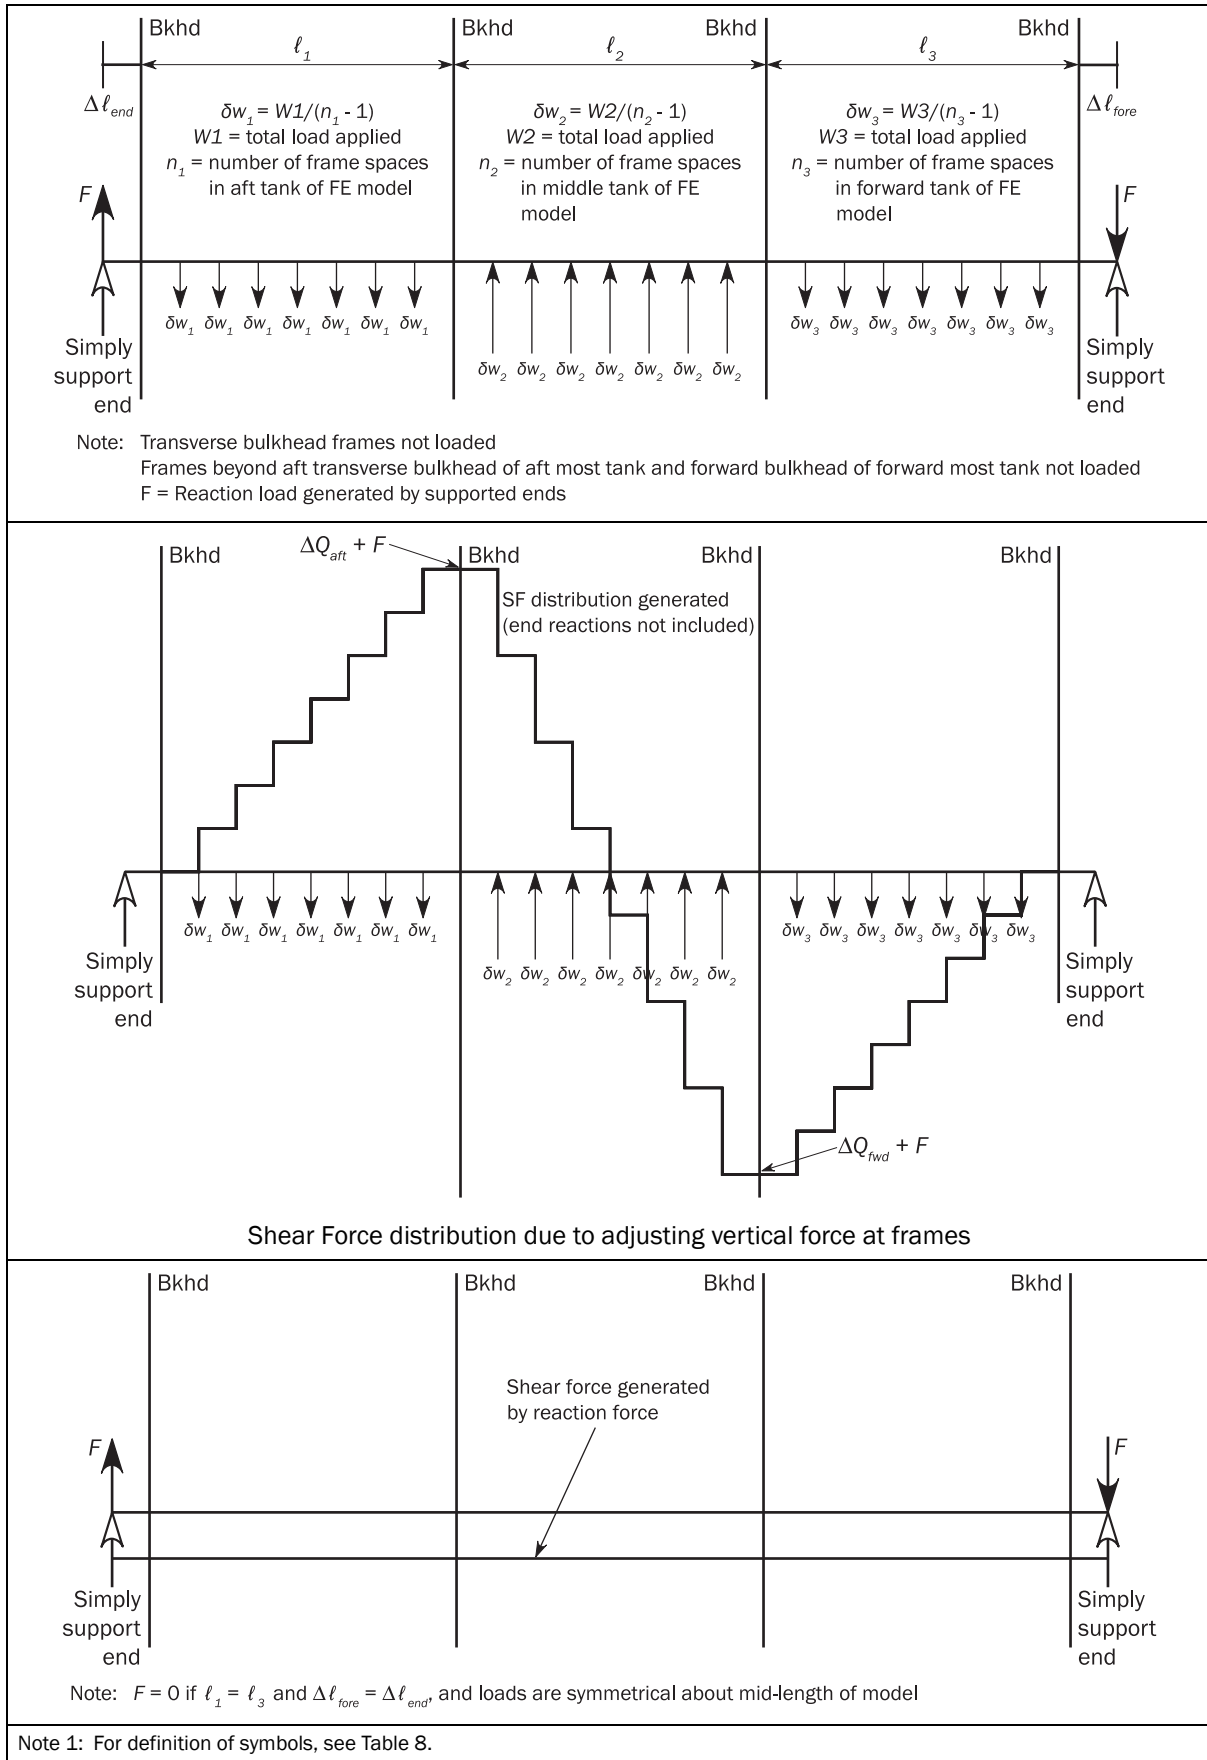 Bkhd
Bkhd
Bkhd
Bkhd
ℓ1
ℓ2
ℓ3
Δℓend
Δℓfore
δw1 = W1/(n1 - 1)
W1 = total load applied
n1 = number of frame spaces
in aft tank of FE model
δw2 = W2/(n2 - 1)
W2 = total load applied
n2 = number of frame spaces
in middle tank of FE
model
δw3 = W3/(n3 - 1)
W3 = total load applied
n3 = number of frame spaces
in forward tank of FE
model
F
F
δw1 δw1 δw1 δw1 δw1 δw1 δw1
δw2 δw2 δw2 δw2 δw2 δw2 δw2
δw3 δw3 δw3 δw3 δw3 δw3 δw3
Simply
support
end
Simply
support
end
Note: Transverse bulkhead frames not loaded
Frames beyond aft transverse bulkhead of aft most tank and forward bulkhead of forward most tank not loaded
F = Reaction load generated by supported ends
Bkhd
ΔQaft + F
Bkhd
Bkhd
Bkhd
SF distribution generated
(end reactions not included)
δw1 δw1 δw1 δw1 δw1 δw1 δw1
δw2 δw2 δw2 δw2 δw2 δw2 δw2
δw3 δw3 δw3 δw3 δw3 δw3 δw3
Simply
support
end
Simply
support
end
ΔQfwd + F
Shear Force distribution due to adjusting vertical force at frames
Bkhd
Bkhd
Bkhd
Bkhd
Shear force generated
by reaction force
F
F
Simply
support
end
Simply
support
end
Note: F = 0 if ℓ1 = ℓ3 and Δℓfore = Δℓend, and loads are symmetrical about mid-length of model
Note 1: For definition of symbols, see Table 8.